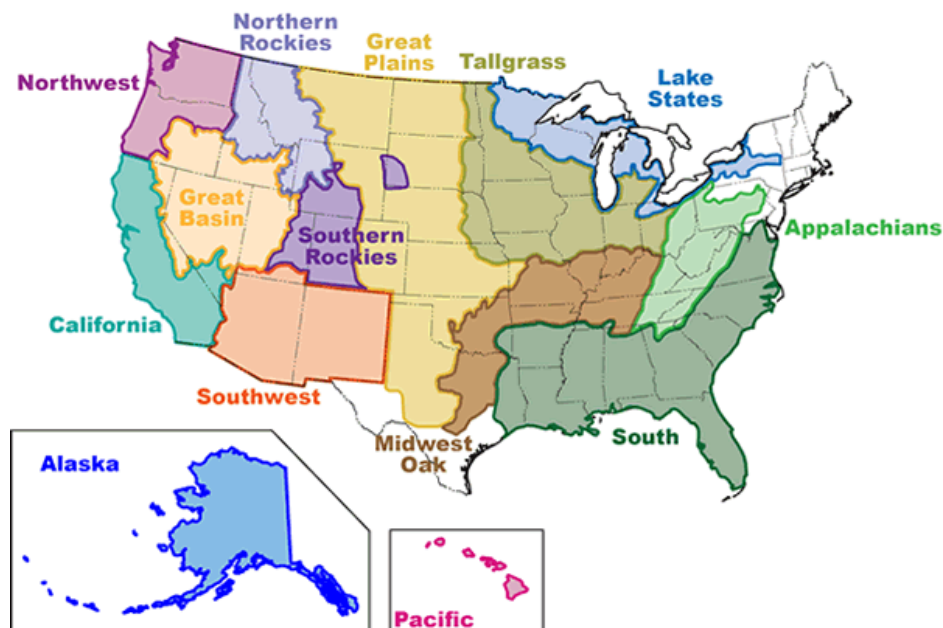 Northern
Rockies
Great
Plains
Tallgrass
Lake
States
Northwest
Great
Basin
Southern
Rockies
Appalachians
California
Southwest
Midwest
Oak
South
Alaska
Pacific